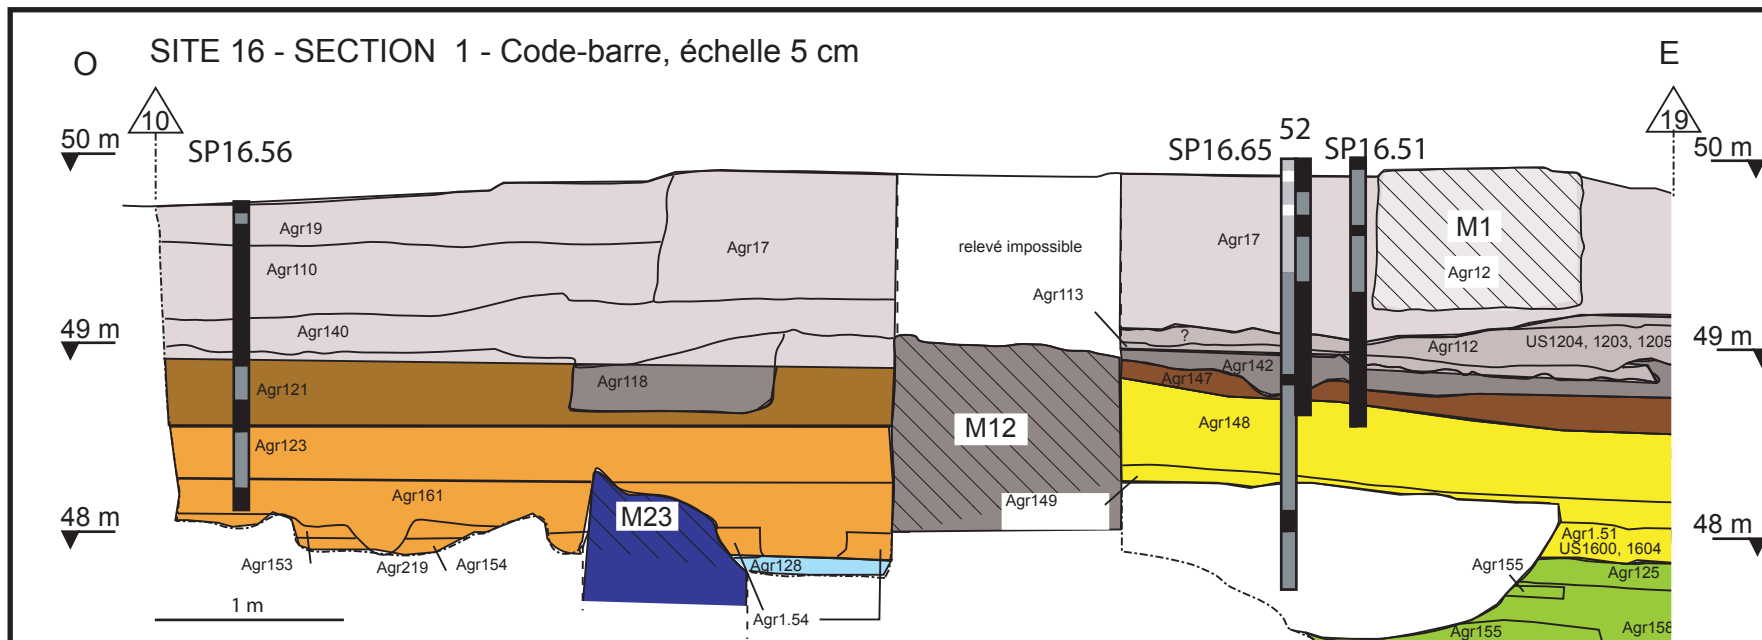 SITE 16 - SECTION 1 - Code-barre, échelle 5 cm
O
E
10
19
50 m
50 m
SP16.56
SP16.65
52
SP16.51
Agr19
Agr17
relevé impossible
Agr17
M1
Agr12
Agr110
Agr113
49 m
49 m
Agr140
?
Agr112
US1204, 1203, 1205
Agr142
Agr147
Agr121
Agr118
Agr148
M12
Agr123
Agr161
Agr149
48 m
48 m
M23
Agr1.51
US1600, 1604
Agr153
Agr219
Agr154
Agr128
Agr155
Agr125
1 m
Agr1.54
Agr155
Agr158